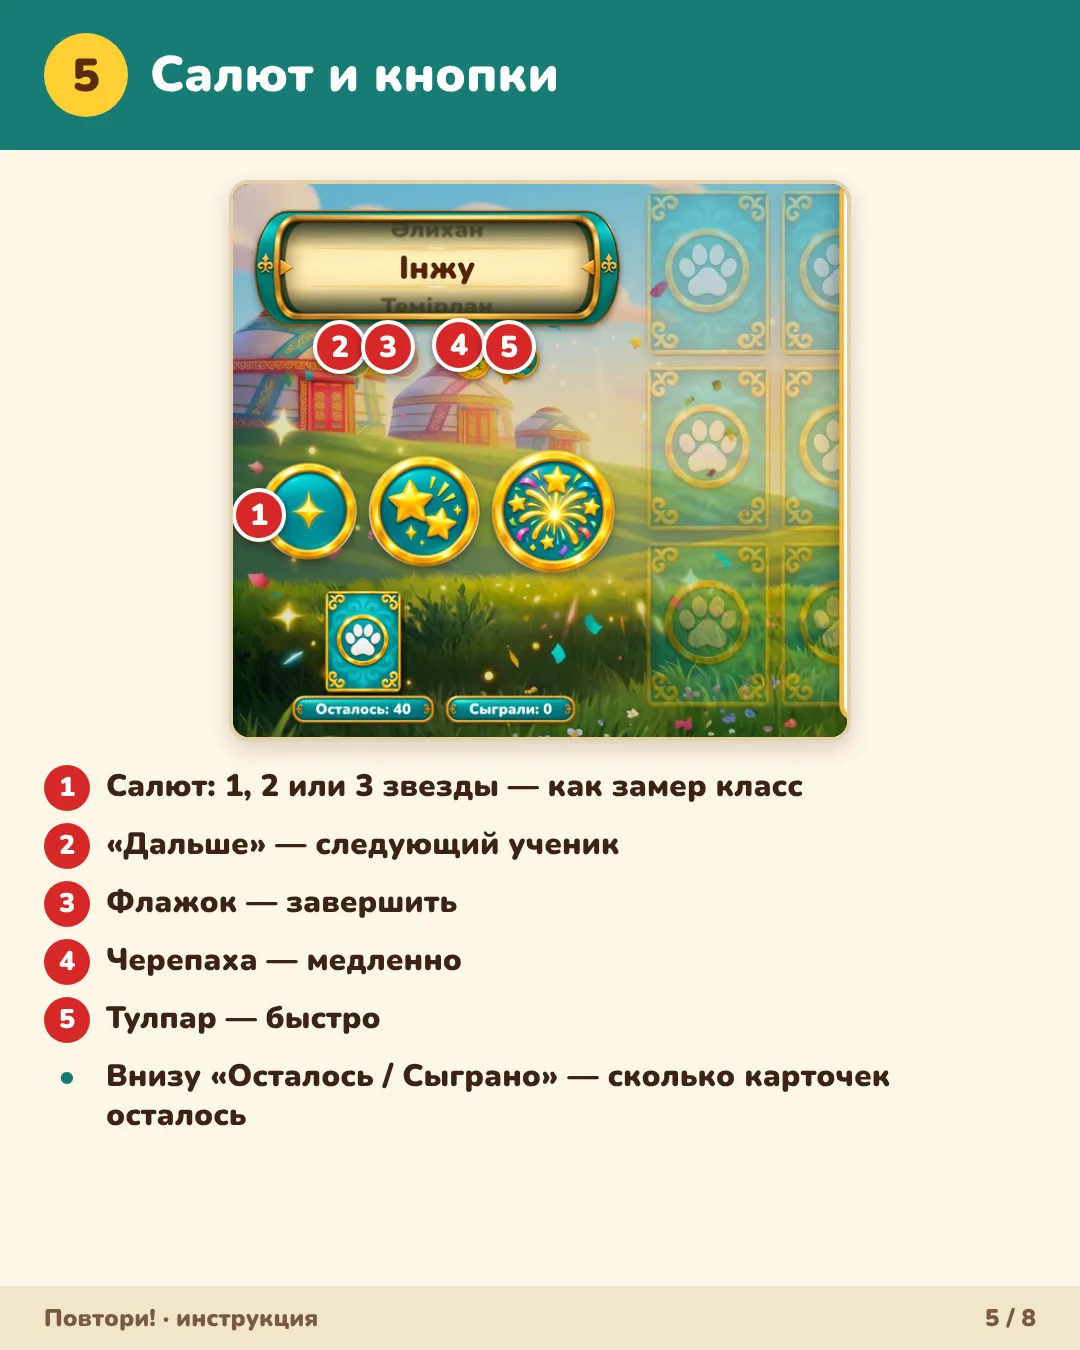 5 Салют и кнопки
Әлихан
Інжу
Темірлан
2 3 4 5
1
Осталось: 40 Сыграли: 0
1 Салют: 1, 2 или 3 звезды — как замер класс
2 «Дальше» — следующий ученик
3 Флажок — завершить
4 Черепаха — медленно
5 Тулпар — быстро
• Внизу «Осталось / Сыграно» — сколько карточек
осталось
Повтори! · инструкция 5 / 8